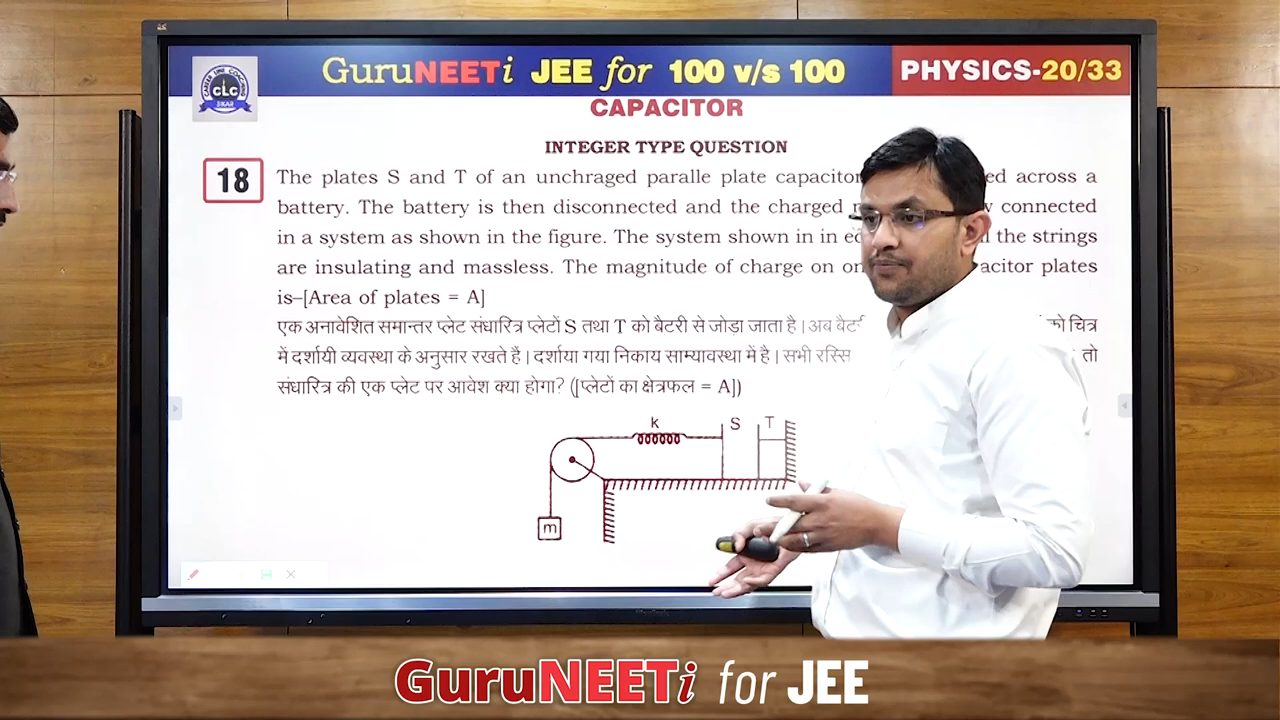 GuruNEETi JEE for 100 v/s 100
PHYSICS-20/33
CLC
SIKAR
CAPACITOR
INTEGER TYPE QUESTION
18
The plates S and T of an unchraged paralle plate capacitor ed across a
battery. The battery is then disconnected and the charged connected
in a system as shown in the figure. The system shown in in the strings
are insulating and massless. The magnitude of charge on acitor plates
is–[Area of plates = A]
एक अनावेशित समान्तर प्लेट संधारित्र प्लेटों S तथा T को बैटरी से जोड़ा जाता है। अब को चित्र
में दर्शायी व्यवस्था के अनुसार रखते हैं। दर्शाया गया निकाय साम्यावस्था में है। सभी तो
संधारित्र की एक प्लेट पर आवेश क्या होगा? ([प्लेटों का क्षेत्रफल = A])
k S T
m
GuruNEETi for JEE